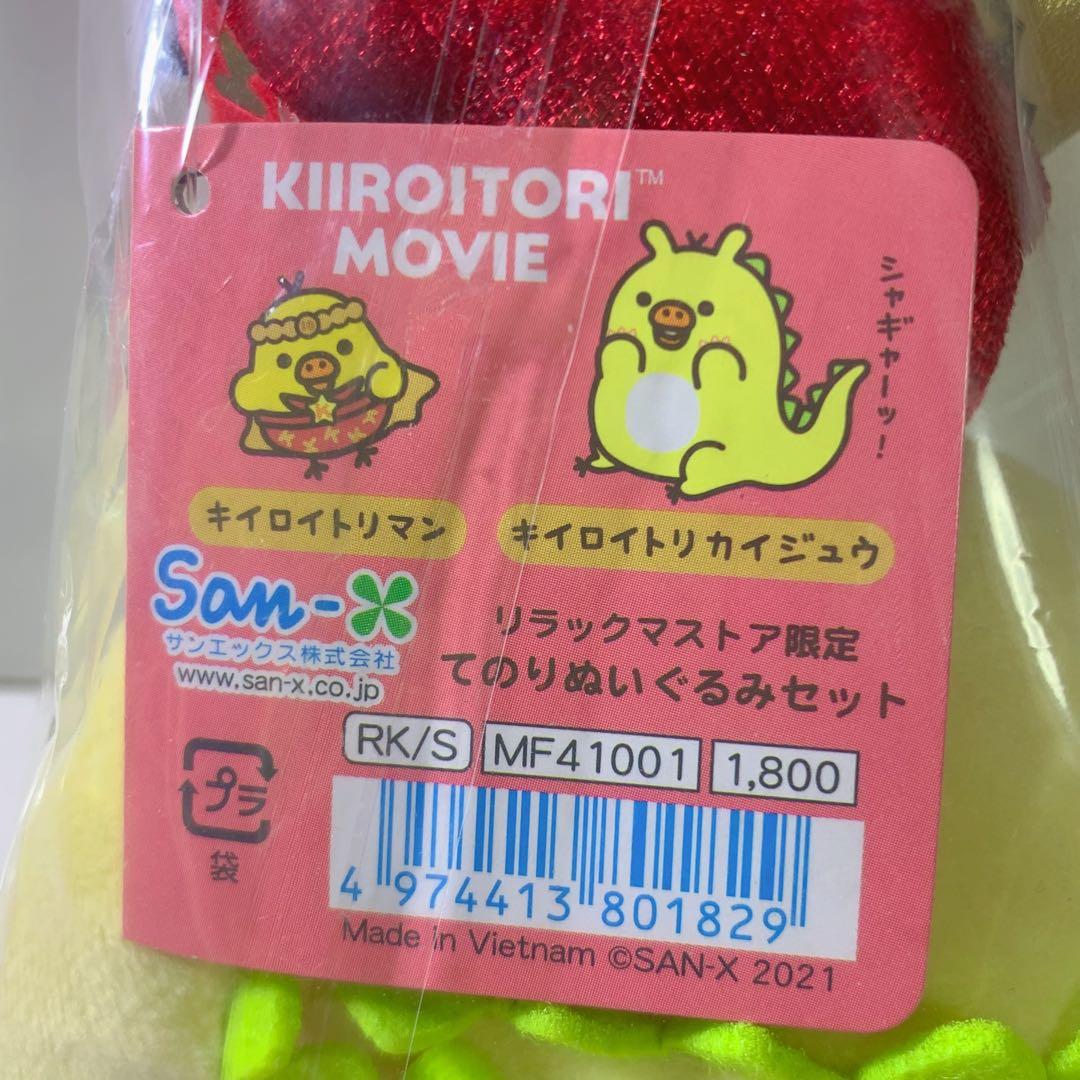 KIIROITORI™
MOVIE
シャギャーッ!
キイロイトリマン
キイロイトリカイジュウ
San-X
サンエックス株式会社
www.san-x.co.jp
リラックマストア限定
てのりぬいぐるみセット
RK/S MF41001 1,800
プラ
袋
4 974413 801829
Made in Vietnam ©SAN-X 2021